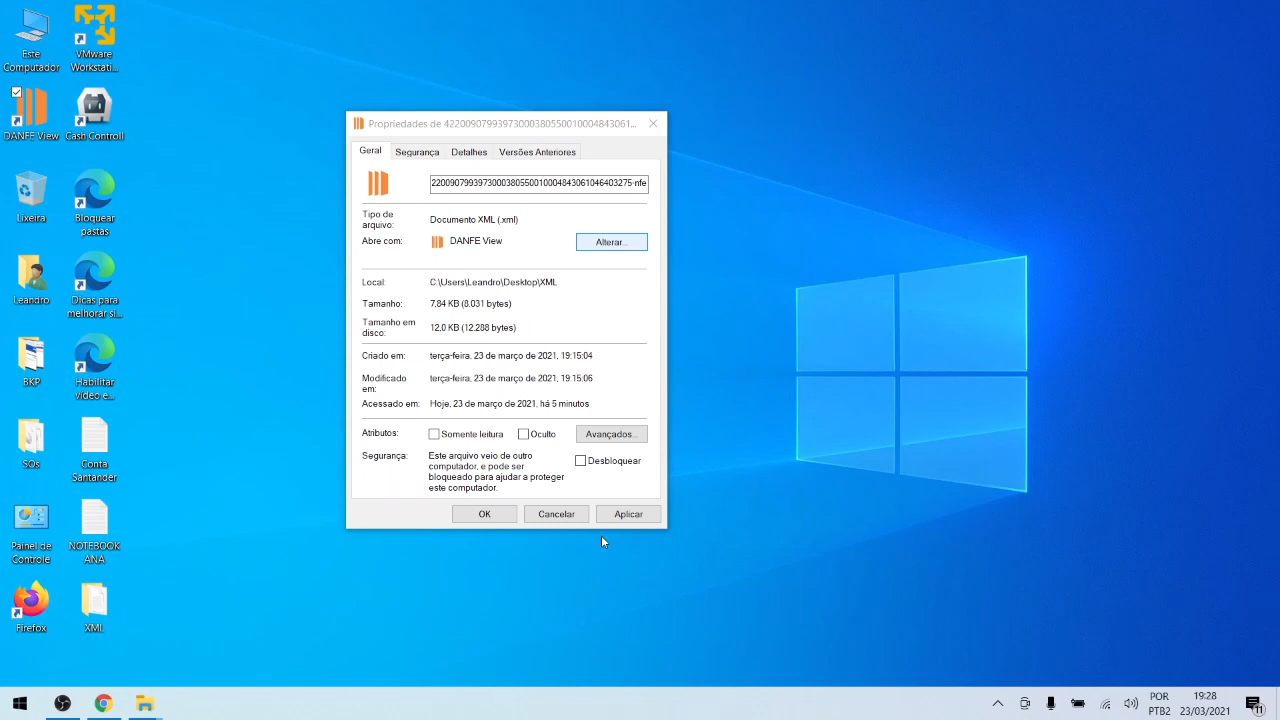 Este
Computador
VMware
Workstati...
DANFE View
Cash Controll
Lixeira
Bloquear
pastas
Leandro
Dicas para
melhorar si...
BKP
Habilitar
vídeo e...
SOs
Conta
Santander
Painel de
Controle
NOTEBOOK
ANA
Firefox
XML
Propriedades de 42200907993973000380550010004843061...
Geral
Segurança
Detalhes
Versões Anteriores
2200907993973000380550010004843061046403275-nfe
Tipo de
arquivo:
Documento XML (.xml)
Abre com:
DANFE View
Alterar...
Local:
C:\Users\Leandro\Desktop\XML
Tamanho:
7,84 KB (8.031 bytes)
Tamanho em
disco:
12,0 KB (12.288 bytes)
Criado em:
terça-feira, 23 de março de 2021, 19:15:04
Modificado
em:
terça-feira, 23 de março de 2021, 19:15:06
Acessado em:
Hoje, 23 de março de 2021, há 5 minutos
Atributos:
Somente leitura
Oculto
Avançados...
Segurança:
Este arquivo veio de outro
computador, e pode ser
bloqueado para ajudar a proteger
este computador.
Desbloquear
OK
Cancelar
Aplicar
POR
PTB2
19:28
23/03/2021
11